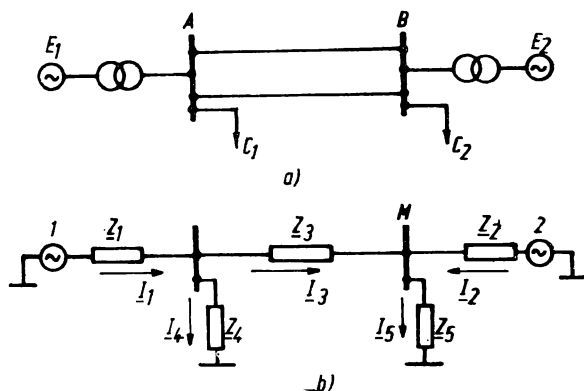 A B
E1 E2
C1 C2
a)
M
1 Z1 Z3 Z2 2
I1 I3 I2
I4 Z4 I5 Z5
b)